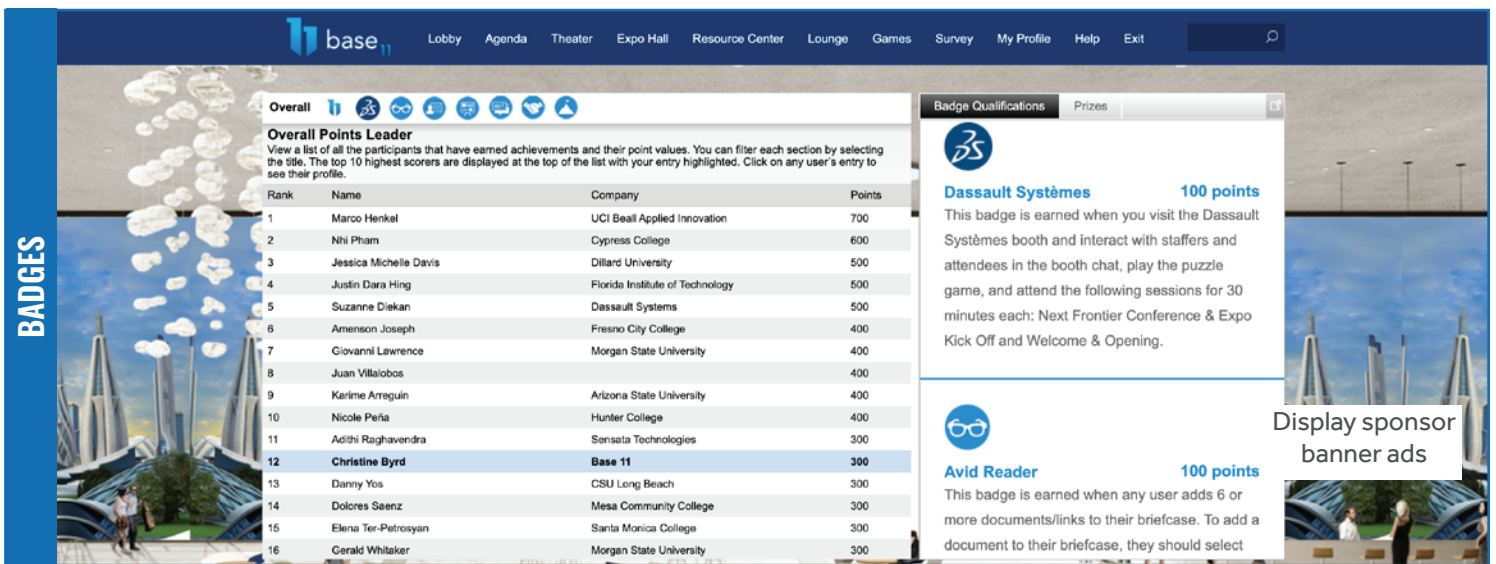 BADGES
base 11
Lobby Agenda Theater Expo Hall Resource Center Lounge Games Survey My Profile Help Exit
Overall
Overall Points Leader
View a list of all the participants that have earned achievements and their point values. You can filter each section by selecting
the title. The top 10 highest scorers are displayed at the top of the list with your entry highlighted. Click on any user's entry to
see their profile.
Rank Name Company Points
1 Marco Henkel UCI Beall Applied Innovation 700
2 Nhi Pham Cypress College 600
3 Jessica Michelle Davis Dillard University 500
4 Justin Dara Hing Florida Institute of Technology 500
5 Suzanne Diekan Dassault Systems 500
6 Amenson Joseph Fresno City College 400
7 Giovanni Lawrence Morgan State University 400
8 Juan Villalobos 400
9 Karime Arreguin Arizona State University 400
10 Nicole Peña Hunter College 400
11 Adithi Raghavendra Sensata Technologies 300
12 Christine Byrd Base 11 300
13 Danny Yos CSU Long Beach 300
14 Dolores Saenz Mesa Community College 300
15 Elena Ter-Petrosyan Santa Monica College 300
16 Gerald Whitaker Morgan State University 300
Badge Qualifications Prizes
Dassault Systèmes 100 points
This badge is earned when you visit the Dassault
Systèmes booth and interact with staffers and
attendees in the booth chat, play the puzzle
game, and attend the following sessions for 30
minutes each: Next Frontier Conference & Expo
Kick Off and Welcome & Opening.
Avid Reader 100 points
This badge is earned when any user adds 6 or
more documents/links to their briefcase. To add a
document to their briefcase, they should select
Display sponsor
banner ads